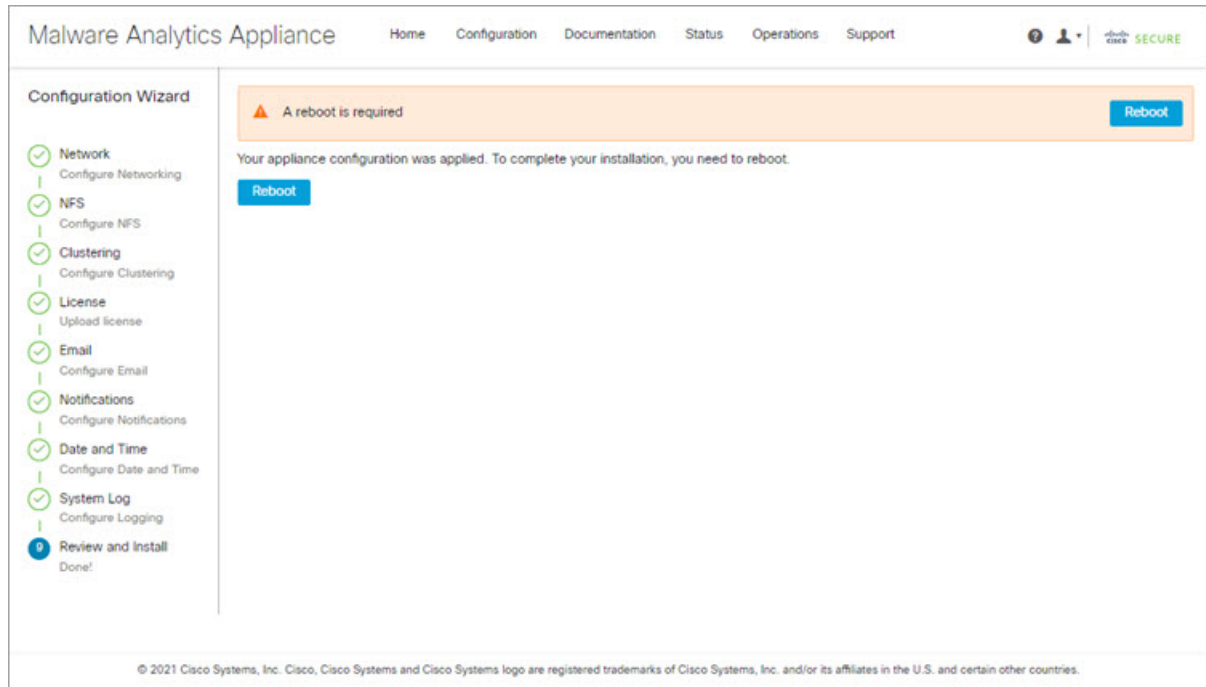 Malware Analytics Appliance
Home Configuration Documentation Status Operations Support
CISCO SECURE
Configuration Wizard
A reboot is required
Reboot
Your appliance configuration was applied. To complete your installation, you need to reboot.
Reboot
Network
Configure Networking
NFS
Configure NFS
Clustering
Configure Clustering
License
Upload license
Email
Configure Email
Notifications
Configure Notifications
Date and Time
Configure Date and Time
System Log
Configure Logging
9 Review and Install
Done!
© 2021 Cisco Systems, Inc. Cisco, Cisco Systems and Cisco Systems logo are registered trademarks of Cisco Systems, Inc. and/or its affiliates in the U.S. and certain other countries.